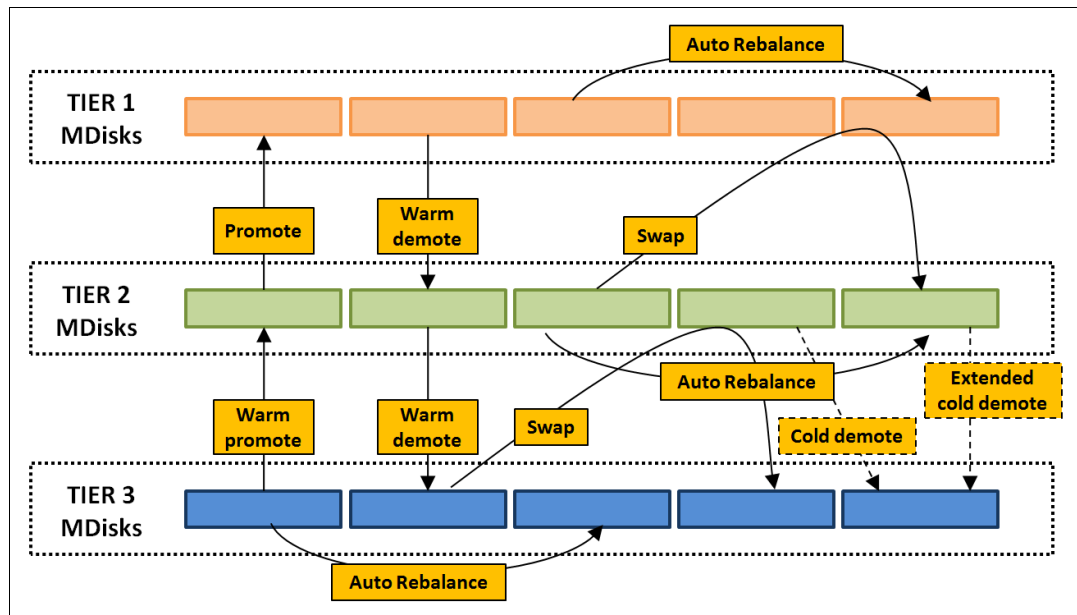 Auto Rebalance
TIER 1
MDisks
Promote
Warm
demote
Swap
TIER 2
MDisks
Auto Rebalance
Extended
cold demote
Warm
promote
Warm
demote
Swap
Cold demote
TIER 3
MDisks
Auto Rebalance